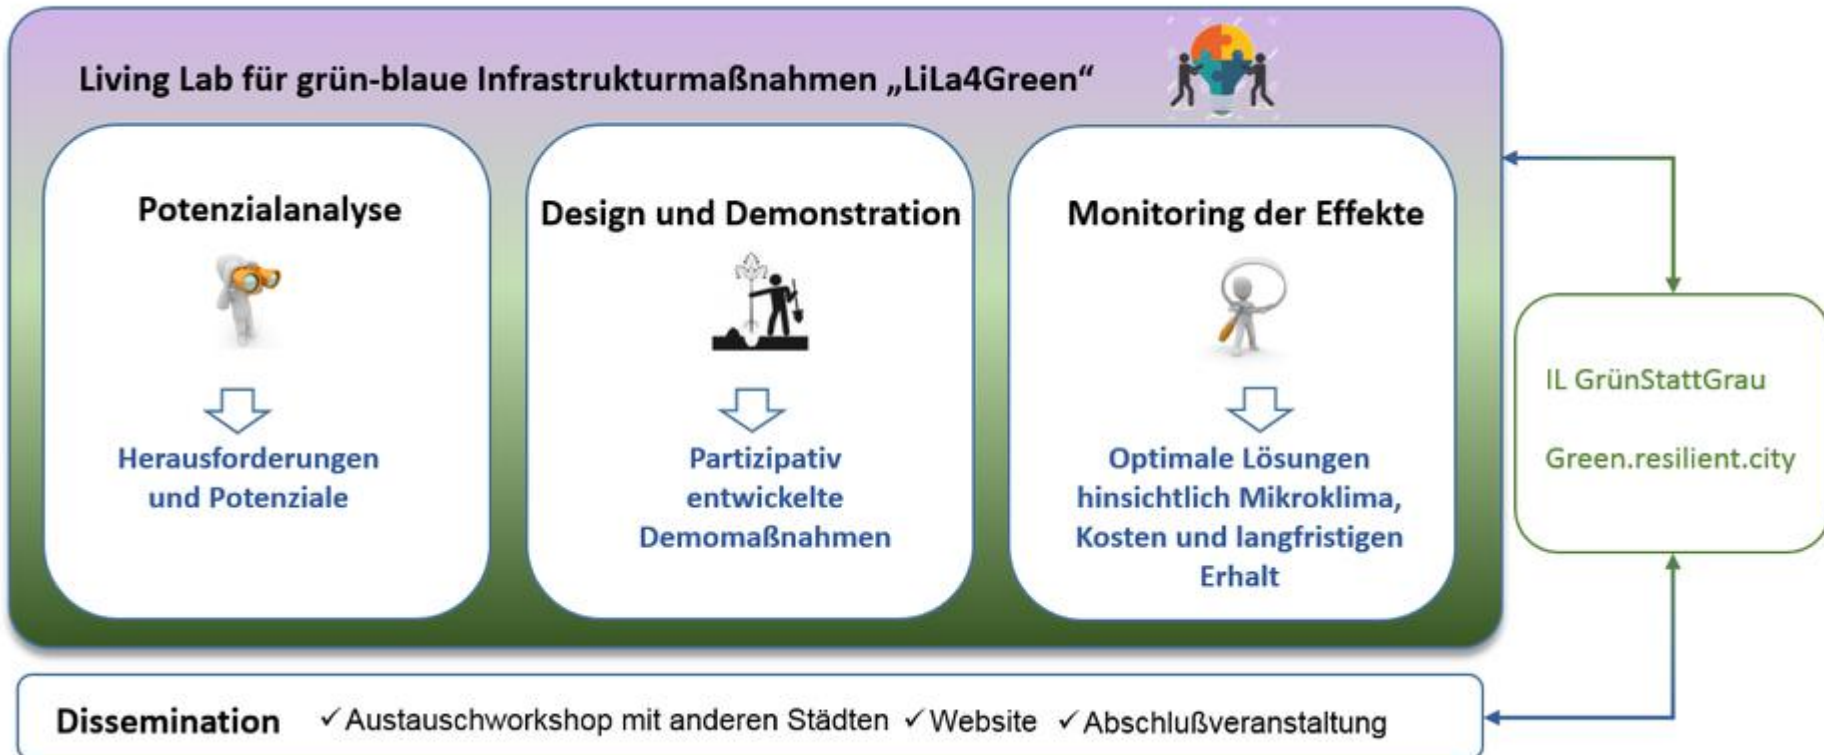 Living Lab für grün-blaue Infrastrukturmaßnahmen „LiLa4Green“
Potenzialanalyse
Herausforderungen
und Potenziale
Design und Demonstration
Partizipativ
entwickelte
Demomaßnahmen
Monitoring der Effekte
Optimale Lösungen
hinsichtlich Mikroklima,
Kosten und langfristigen
Erhalt
IL GrünStattGrau
Green.resilient.city
Dissemination ✓Austauschworkshop mit anderen Städten ✓Website ✓Abschlußveranstaltung